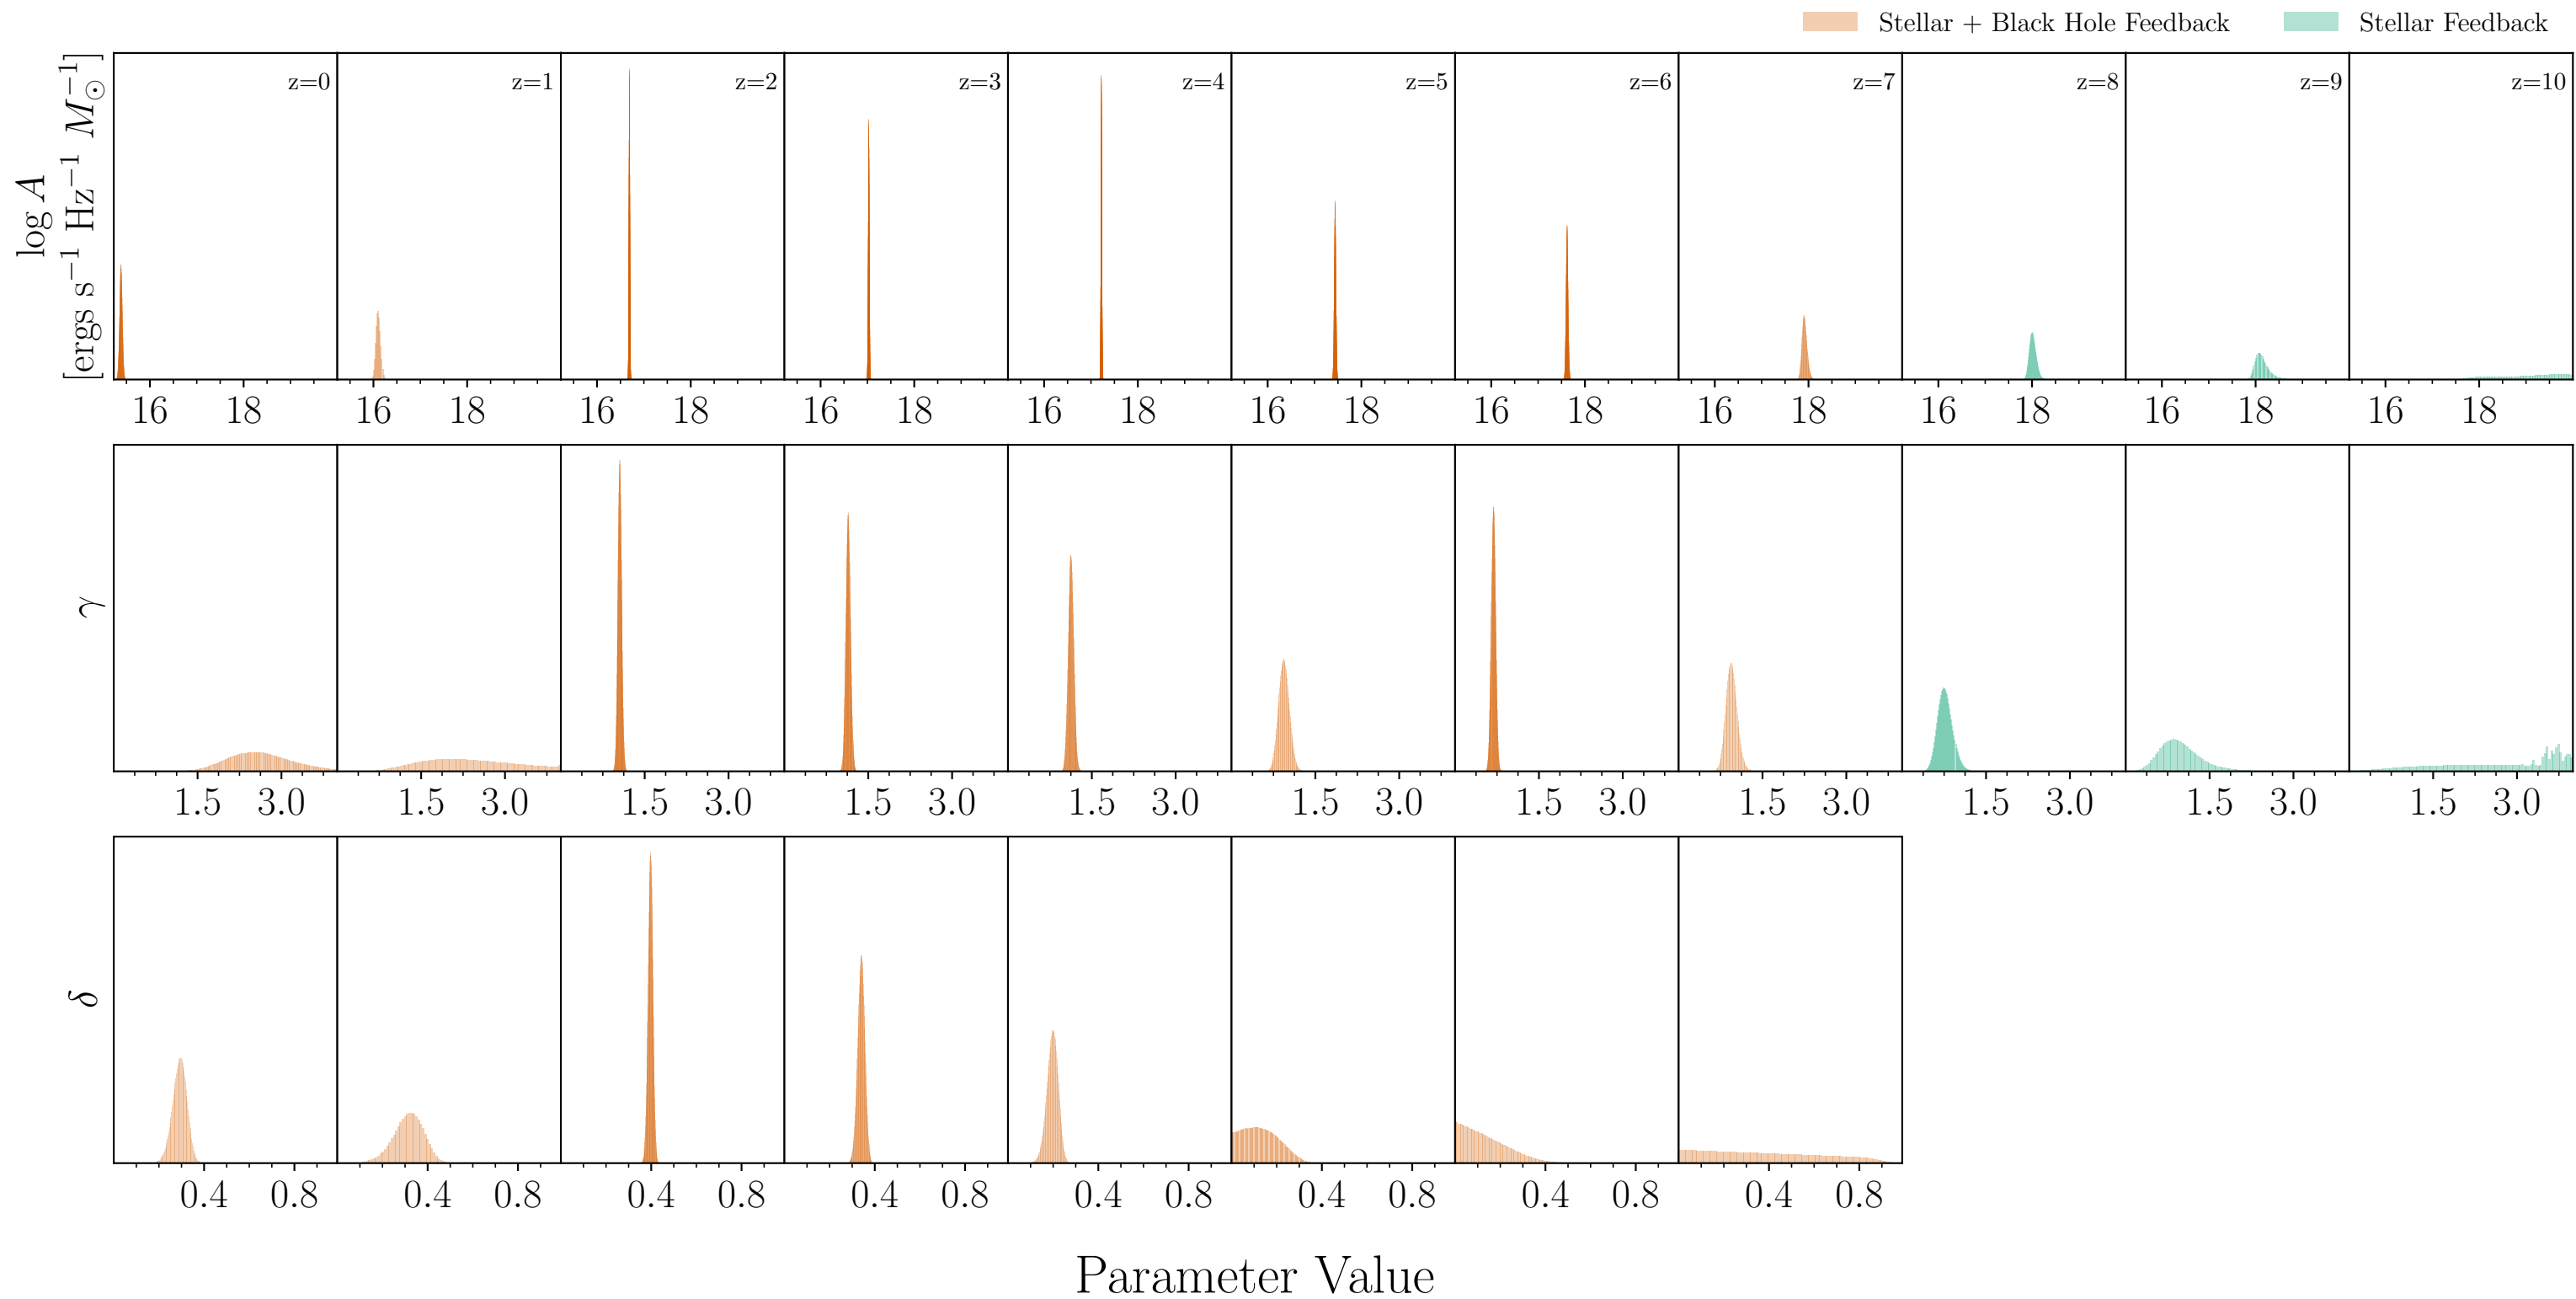 Stellar + Black Hole Feedback Stellar Feedback
log A
[ergs s⁻¹ Hz⁻¹ M⊙⁻¹]
z=0 z=1 z=2 z=3 z=4 z=5 z=6 z=7 z=8 z=9 z=10
16 18 16 18 16 18 16 18 16 18 16 18 16 18 16 18 16 18 16 18 16 18
γ
1.5 3.0 1.5 3.0 1.5 3.0 1.5 3.0 1.5 3.0 1.5 3.0 1.5 3.0 1.5 3.0 1.5 3.0 1.5 3.0 1.5 3.0
δ
0.4 0.8 0.4 0.8 0.4 0.8 0.4 0.8 0.4 0.8 0.4 0.8 0.4 0.8 0.4 0.8
Parameter Value